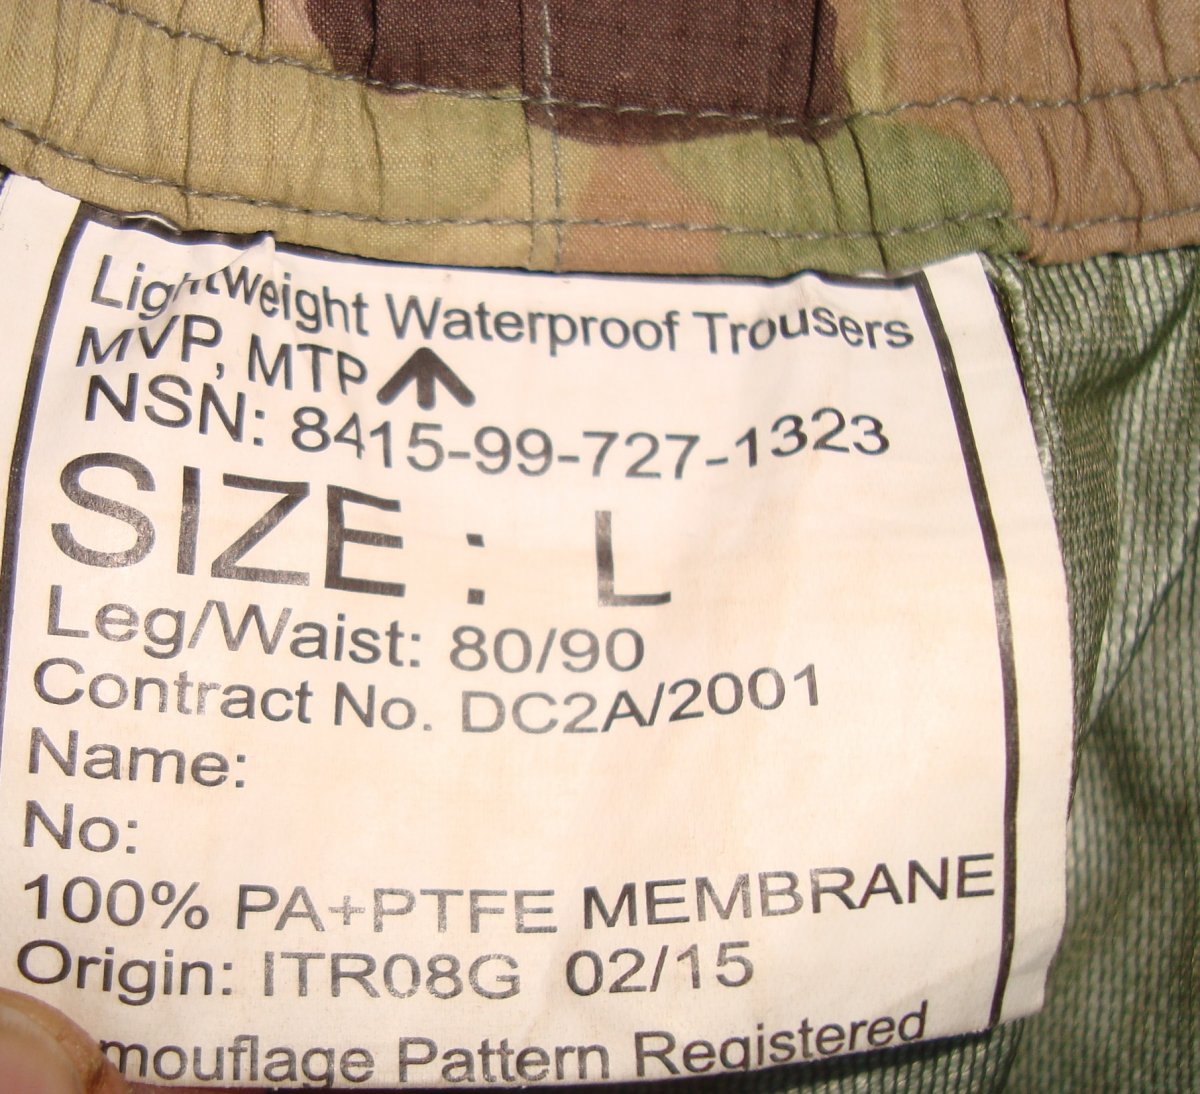 Lightweight Waterproof Trousers
MVP, MTP
NSN: 8415-99-727-1323
SIZE : L
Leg/Waist: 80/90
Contract No. DC2A/2001
Name:
No:
100% PA+PTFE MEMBRANE
Origin: ITR08G 02/15
mouflage Pattern Registered